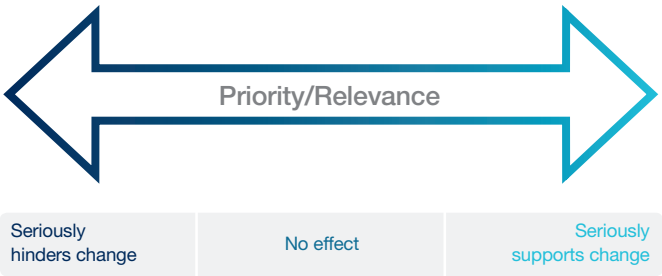 Priority/Relevance
Seriously
hinders change
No effect
Seriously
supports change